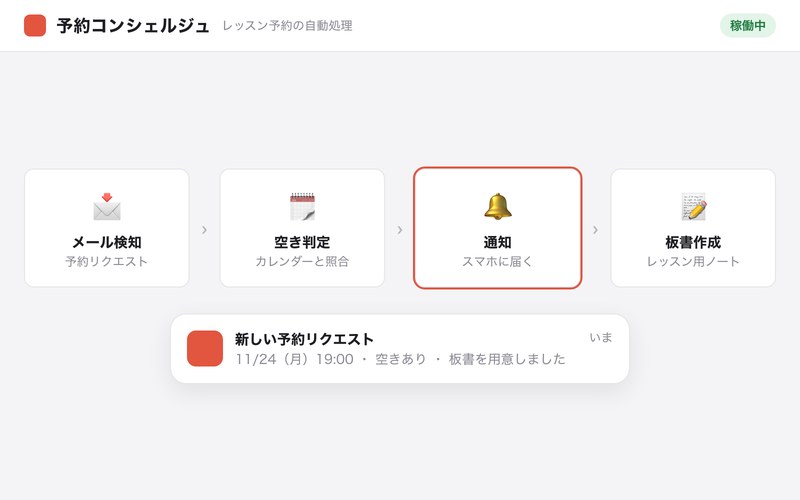 予約コンシェルジュ レッスン予約の自動処理 稼働中
メール検知
予約リクエスト
›
空き判定
カレンダーと照合
›
通知
スマホに届く
›
板書作成
レッスン用ノート
新しい予約リクエスト いま
11/24（月）19:00 ・ 空きあり ・ 板書を用意しました